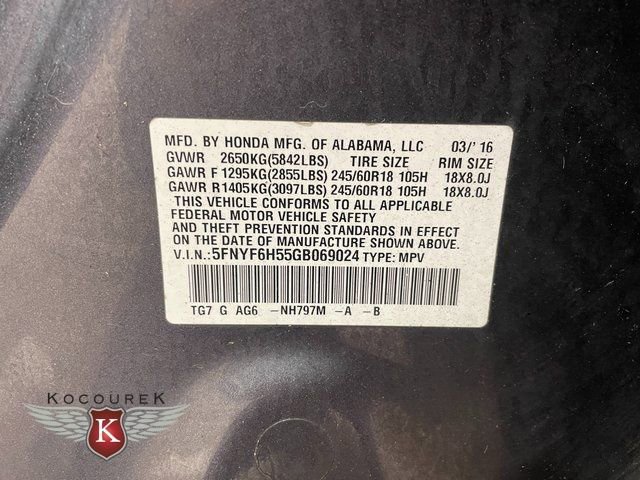 MFD. BY HONDA MFG. OF ALABAMA, LLC 03/'16
GVWR 2650KG(5842LBS) TIRE SIZE RIM SIZE
GAWR F 1295KG(2855LBS) 245/60R18 105H 18X8.0J
GAWR R 1405KG(3097LBS) 245/60R18 105H 18X8.0J
THIS VEHICLE CONFORMS TO ALL APPLICABLE
FEDERAL MOTOR VEHICLE SAFETY
AND THEFT PREVENTION STANDARDS IN EFFECT
ON THE DATE OF MANUFACTURE SHOWN ABOVE.
V.I.N.:5FNYF6H55GB069024 TYPE: MPV
TG7 G AG6 -NH797M -A -B
KOCOUREK
K